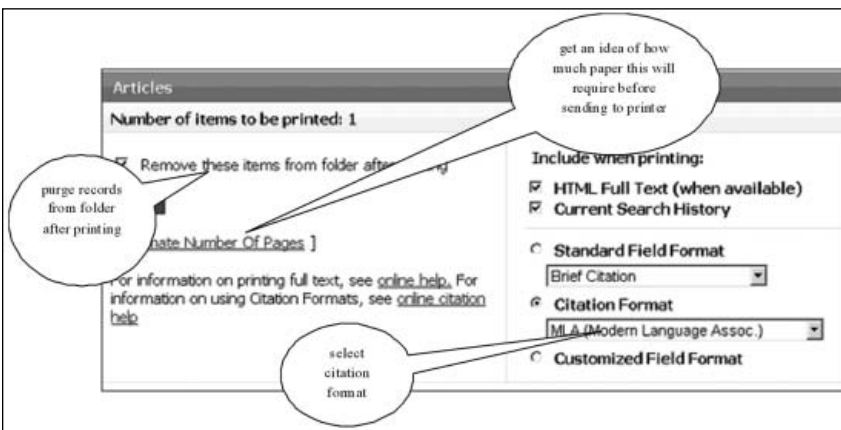 get an idea of how
much paper this will
require before
sending to printer
Articles
Number of items to be printed: 1
Remove these items from folder after
purge records
from folder
after printing
Number Of Pages ]
For information on printing full text, see online help. For
information on using Citation Formats, see online citation
help
Include when printing:
HTML Full Text (when available)
Current Search History
Standard Field Format
Brief Citation
Citation Format
MLA (Modern Language Assoc.)
Customized Field Format
select
citation
format